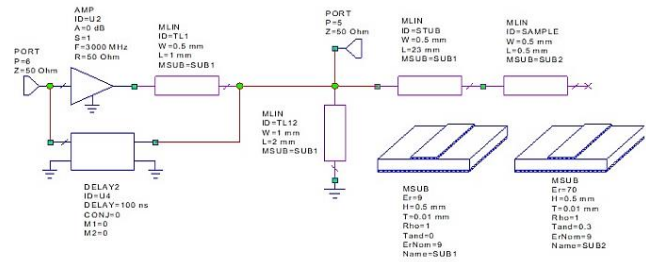 AMP
ID=U2
A=0 dB
S=1
F=3000 MHz
R=50 Ohm
MLIN
ID=TL1
W=0.5 mm
L=1 mm
MSUB=SUB1
PORT
P=6
Z=50 Ohm
PORT
P=5
Z=50 Ohm
MLIN
ID=STUB
W=0.5 mm
L=23 mm
MSUB=SUB1
MLIN
ID=SAMPLE
W=0.5 mm
L=0.5 mm
MSUB=SUB2
MLIN
ID=TL12
W=1 mm
L=2 mm
MSUB=SUB1
DELAY2
ID=U4
DELAY=100 ns
CONJ=0
M1=0
M2=0
MSUB
Er=9
H=0.5 mm
T=0.01 mm
Rho=1
Tand=0
ErNom=9
Name=SUB1
MSUB
Er=70
H=0.5 mm
T=0.01 mm
Rho=1
Tand=0.3
ErNom=9
Name=SUB2